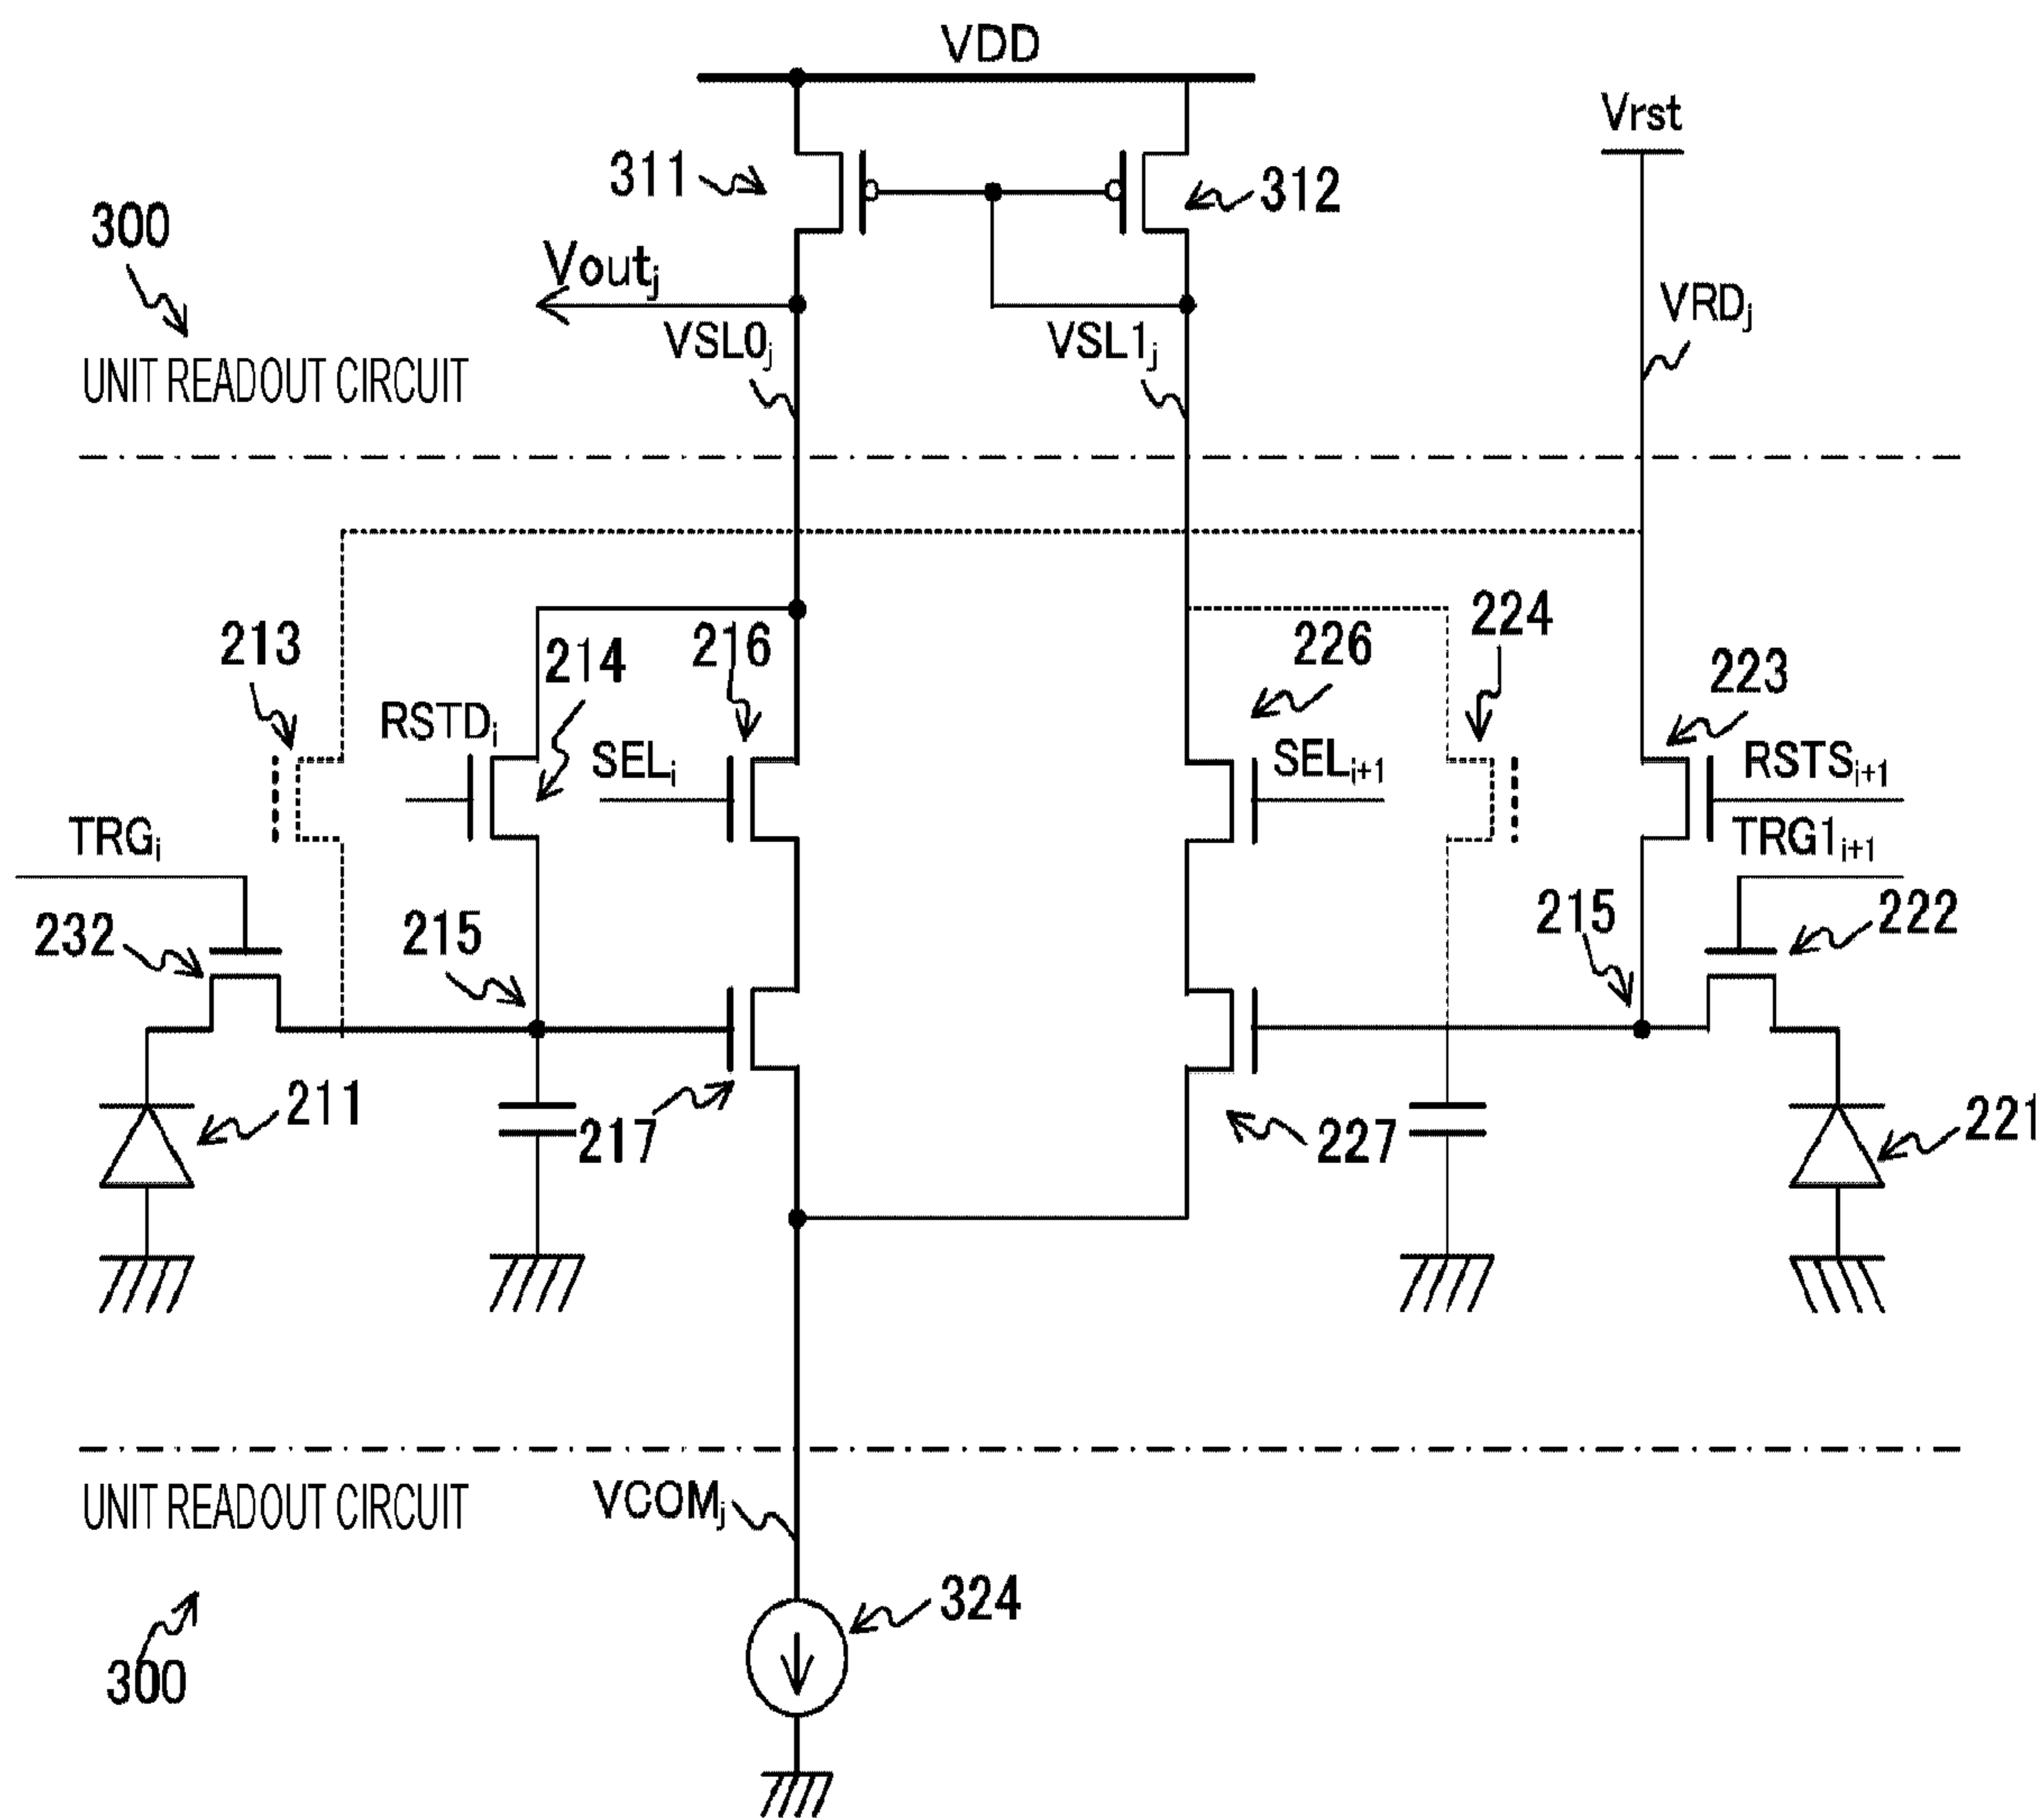 VDD
Vrst
311
312
300
Voutⱼ
VSL0ⱼ
VSL1ⱼ
VRDⱼ
UNIT READOUT CIRCUIT
213
214
216
226
224
223
RSTDᵢ
SELᵢ
SELᵢ₊₁
RSTSᵢ₊₁
TRGᵢ
TRG1ᵢ₊₁
232
215
215
222
211
217
227
221
UNIT READOUT CIRCUIT
VCOMⱼ
324
300